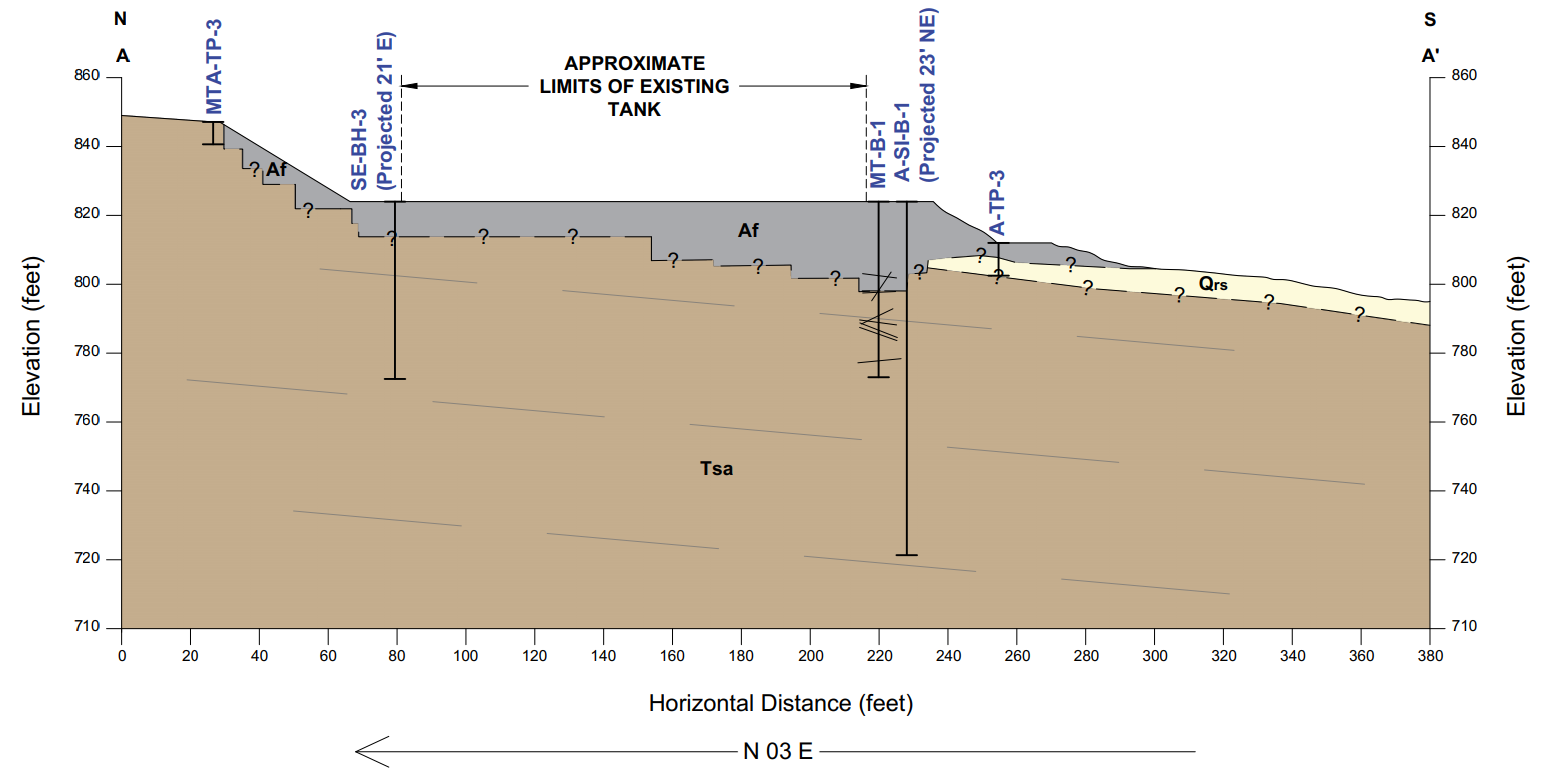 N
A
MTA-TP-3
SE-BH-3
(Projected 21' E)
APPROXIMATE
LIMITS OF EXISTING
TANK
MT-B-1
A-SI-B-1
(Projected 23' NE)
A-TP-3
S
A'
860
840
820
800
780
760
740
720
710
Elevation (feet)
860
840
820
800
780
760
740
720
710
Elevation (feet)
? Af
?
? ? ?
Af
? ? ? ?
? ? ?
? ? ? ? ?
Qrs
Tsa
0 20 40 60 80 100 120 140 160 180 200 220 240 260 280 300 320 340 360 380
Horizontal Distance (feet)
N 03 E